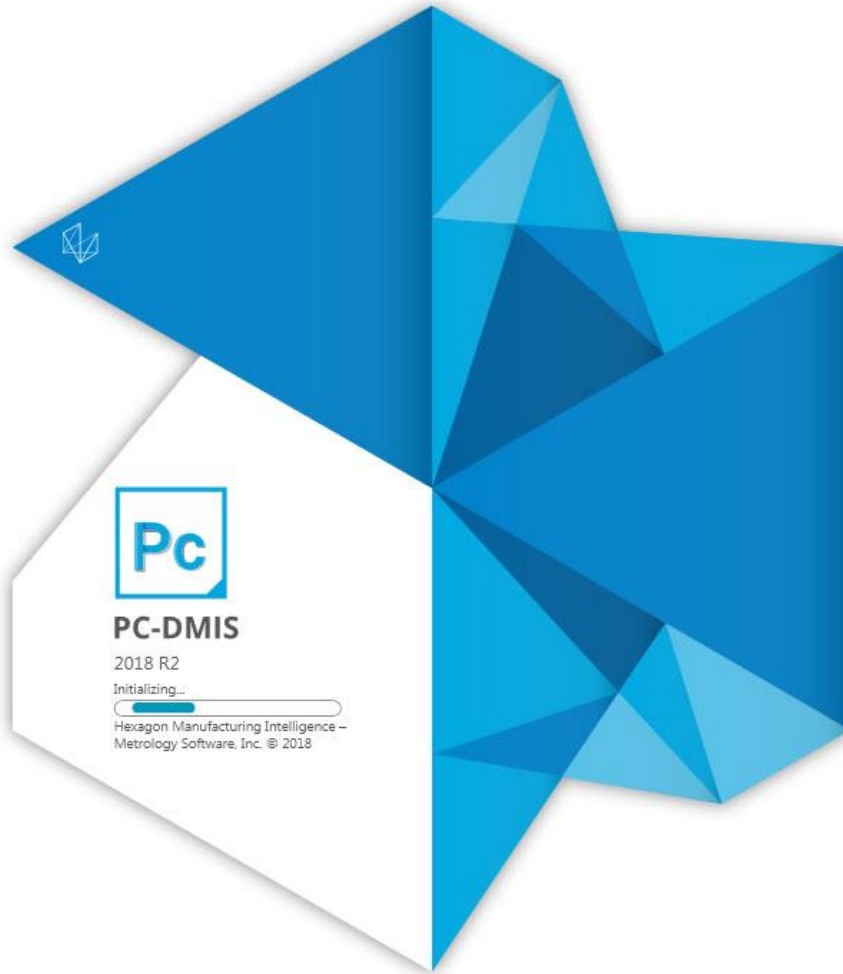 Pc
PC-DMIS
2018 R2
Initializing...
Hexagon Manufacturing Intelligence –
Metrology Software, Inc. © 2018